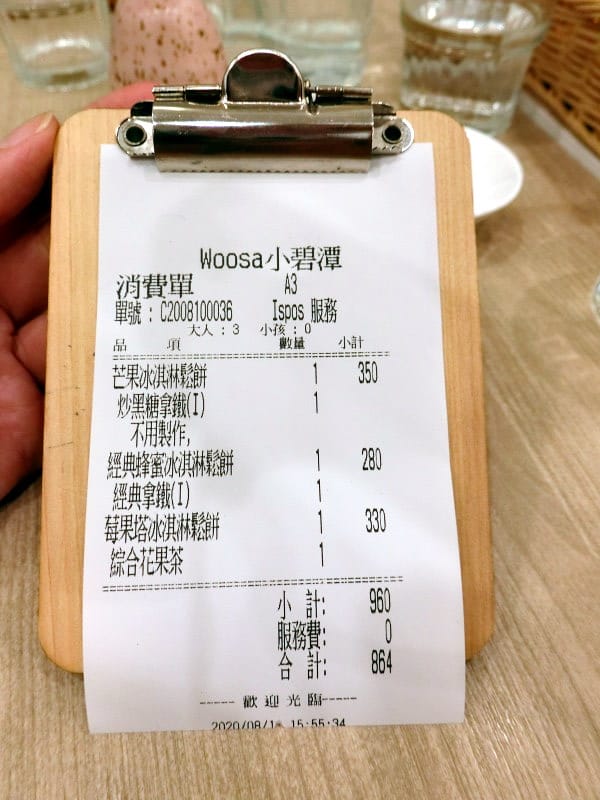 Woosa小碧潭
消費單 A3
單號 : C2008100036 Ispos 服務
大人 : 3 小孩 : 0
品 項 數量 小計
芒果冰淇淋鬆餅 1 350
炒黑糖拿鐵(I) 1
不用製作,
經典蜂蜜冰淇淋鬆餅 1 280
經典拿鐵(I) 1
莓果塔冰淇淋鬆餅 1 330
綜合花果茶 1
小 計: 960
服務費: 0
合 計: 864
----- 歡 迎 光 臨-----
15:55:34